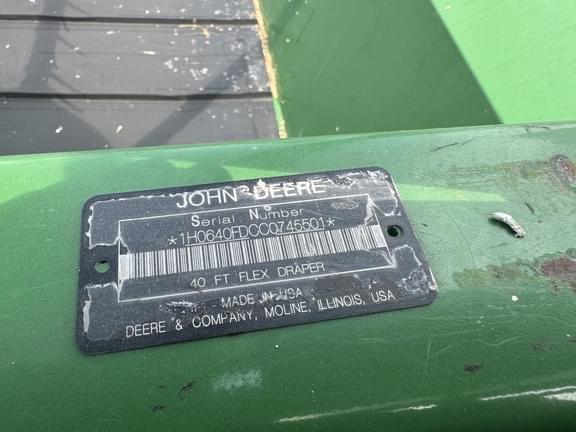 JOHN DEERE
Serial Number
*1H0640FDCC0745501*
40 FT FLEX DRAPER
MADE IN USA
DEERE & COMPANY, MOLINE, ILLINOIS, USA